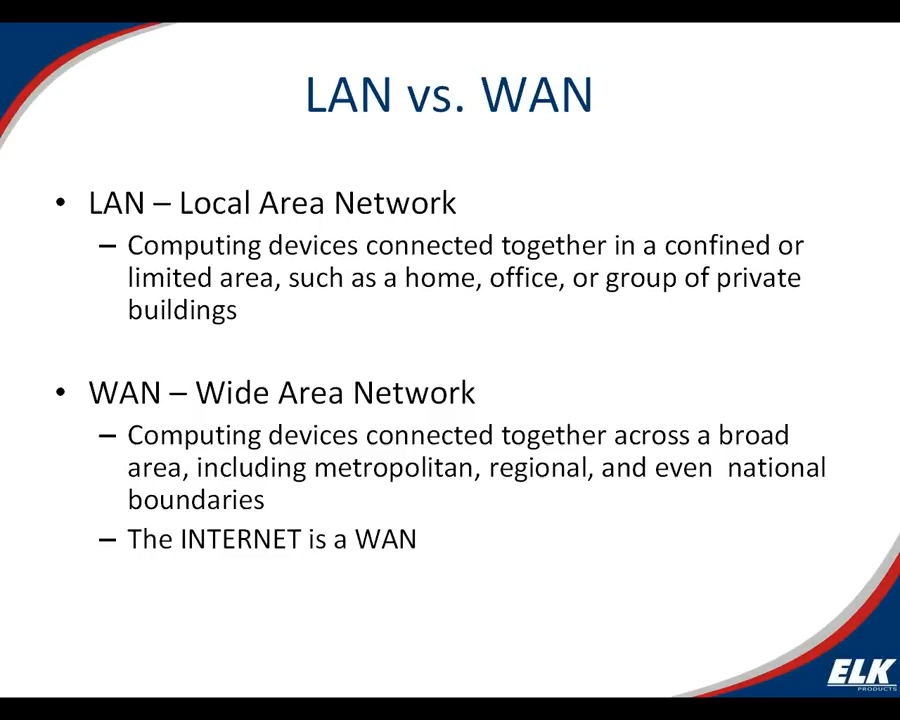 LAN vs. WAN
• LAN – Local Area Network
– Computing devices connected together in a confined or
limited area, such as a home, office, or group of private
buildings
• WAN – Wide Area Network
– Computing devices connected together across a broad
area, including metropolitan, regional, and even  national
boundaries
– The INTERNET is a WAN
ELK
PRODUCTS